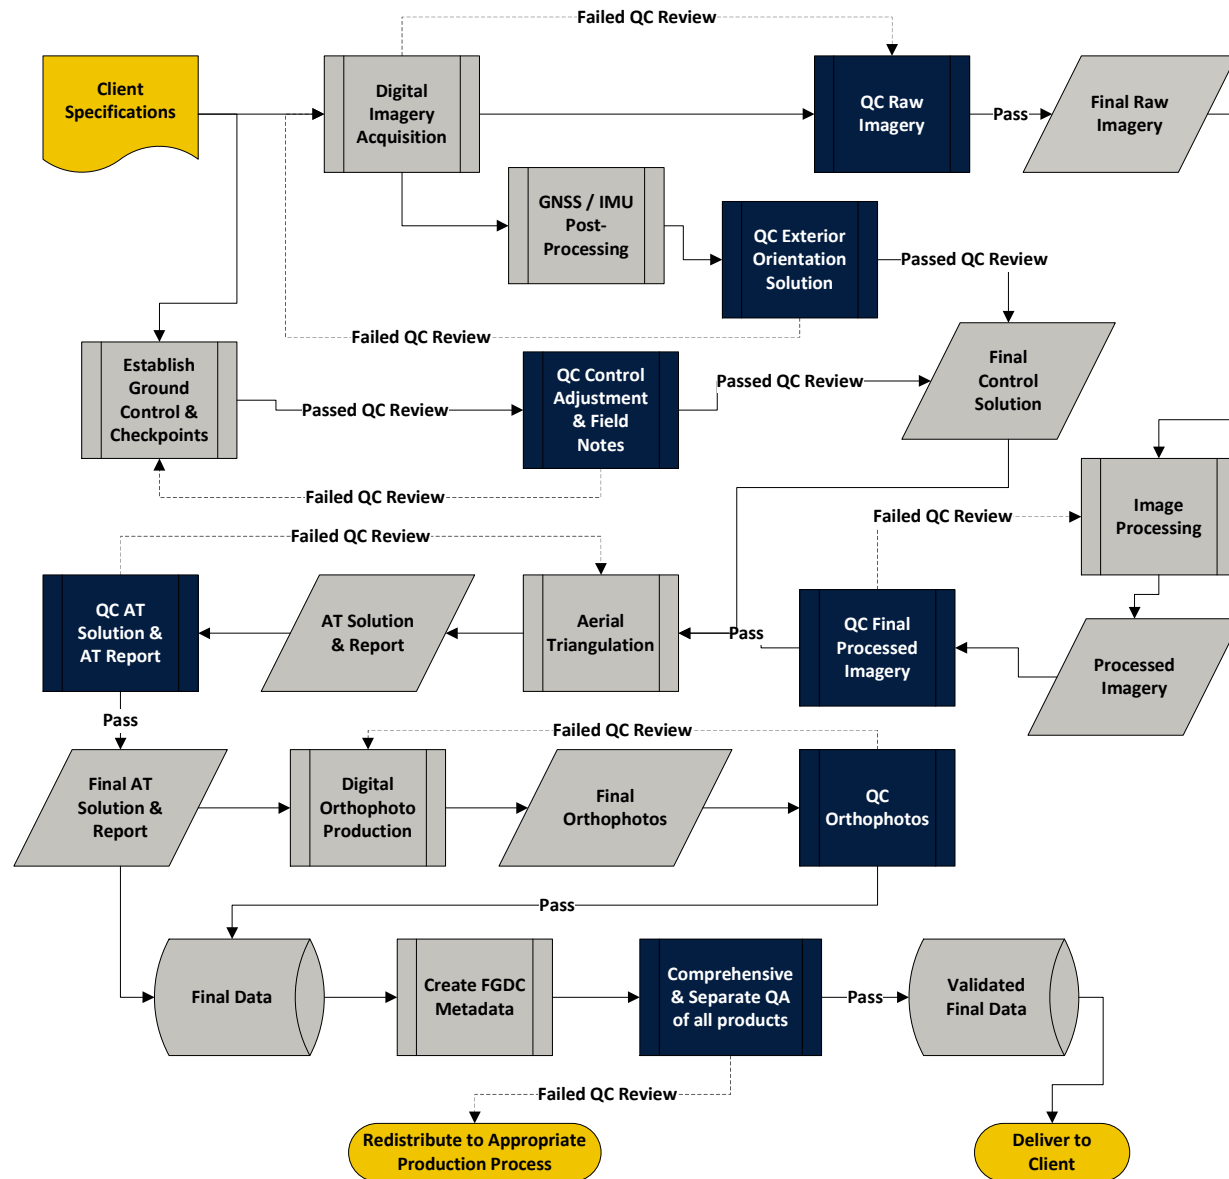 Failed QC Review
Client
Specifications
Digital
Imagery
Acquisition
QC Raw
Imagery
Pass
Final Raw
Imagery
GNSS / IMU
Post-
Processing
QC Exterior
Orientation
Solution
Passed QC Review
Failed QC Review
Establish
Ground
Control &
Checkpoints
Passed QC Review
QC Control
Adjustment
& Field
Notes
Passed QC Review
Final
Control
Solution
Failed QC Review
Failed QC Review
Image
Processing
Failed QC Review
QC AT
Solution &
AT Report
AT Solution
& Report
Aerial
Triangulation
Pass
QC Final
Processed
Imagery
Processed
Imagery
Pass
Failed QC Review
Final AT
Solution &
Report
Digital
Orthophoto
Production
Final
Orthophotos
QC
Orthophotos
Pass
Final Data
Create FGDC
Metadata
Comprehensive
& Separate QA
of all products
Pass
Validated
Final Data
Failed QC Review
Redistribute to Appropriate
Production Process
Deliver to
Client